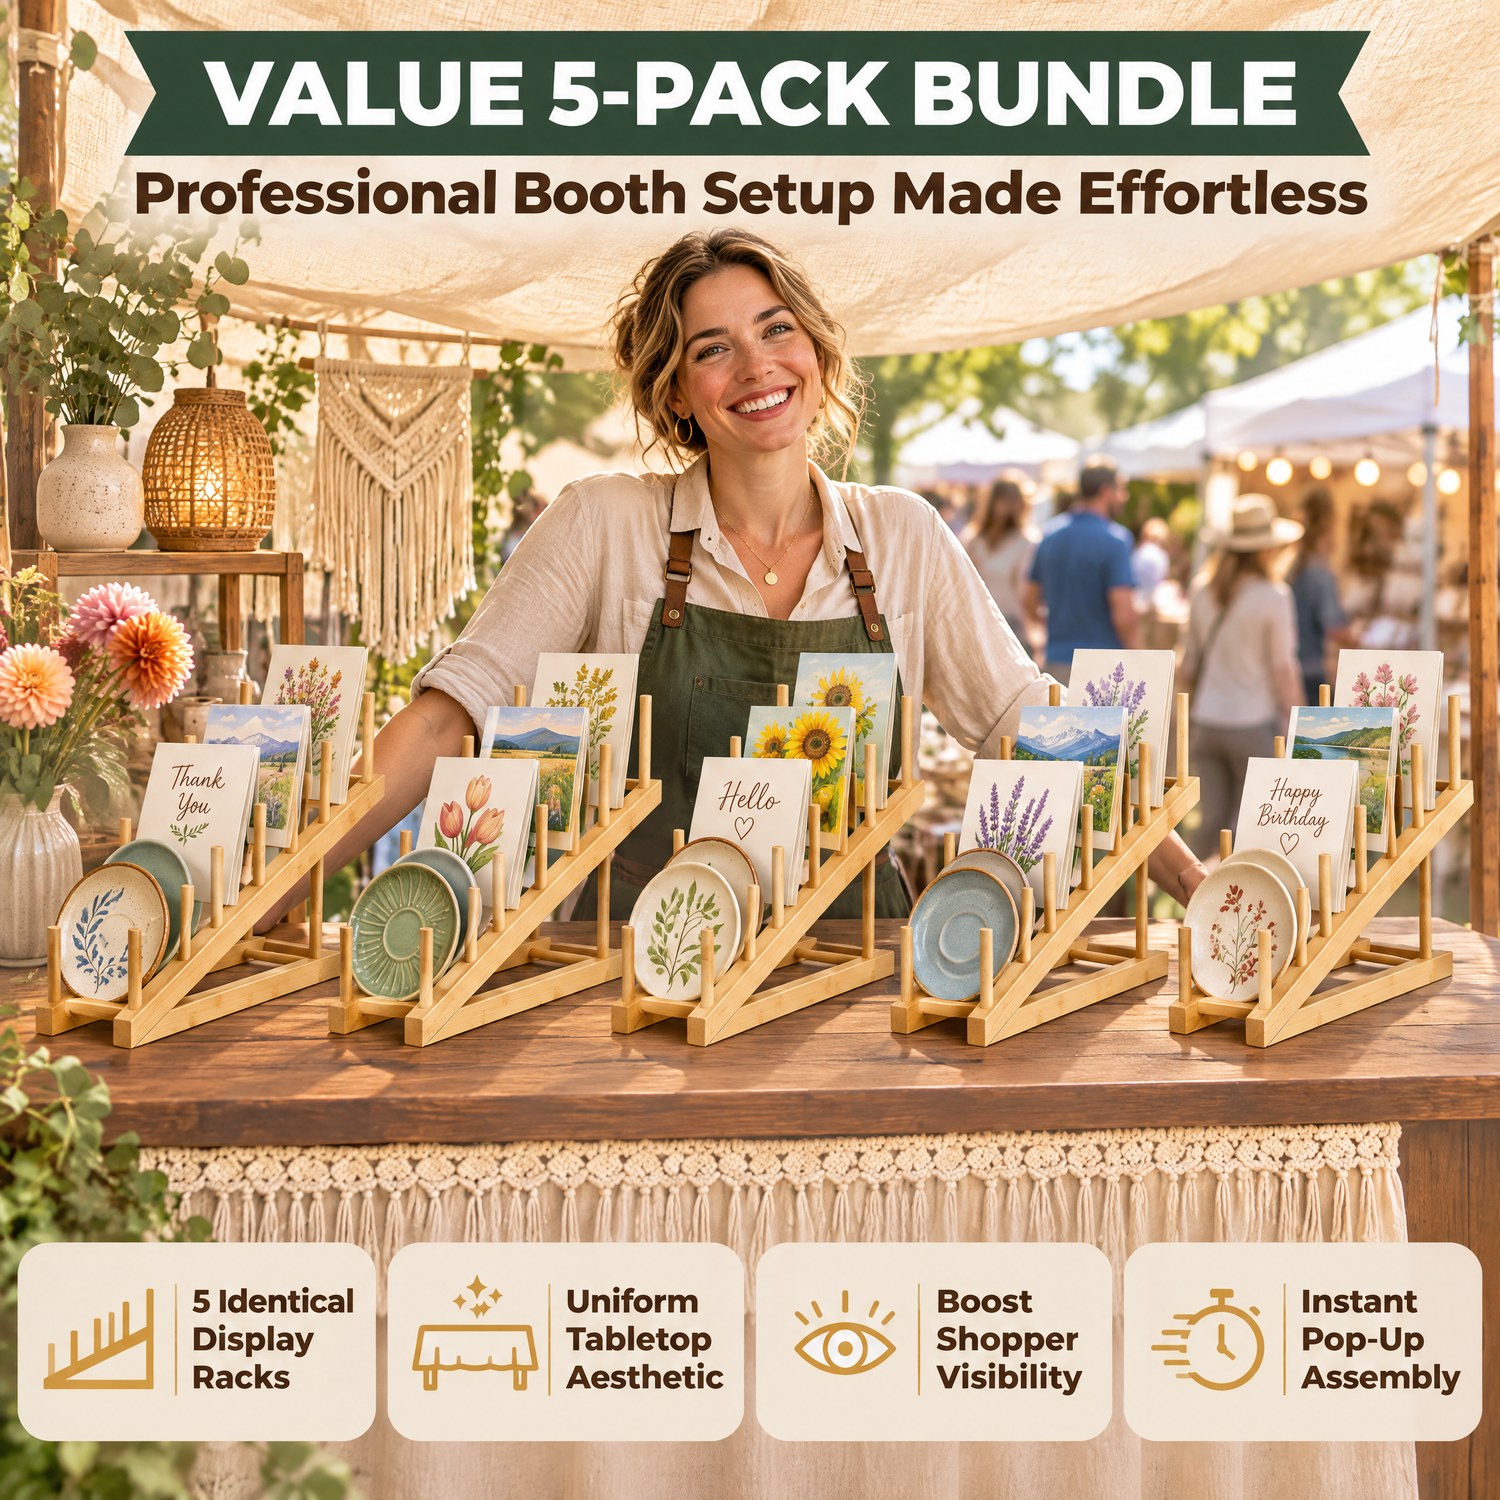 VALUE 5-PACK BUNDLE
Professional Booth Setup Made Effortless
Thank
You
Hello
Happy
Birthday
5 Identical
Display
Racks
Uniform
Tabletop
Aesthetic
Boost
Shopper
Visibility
Instant
Pop-Up
Assembly